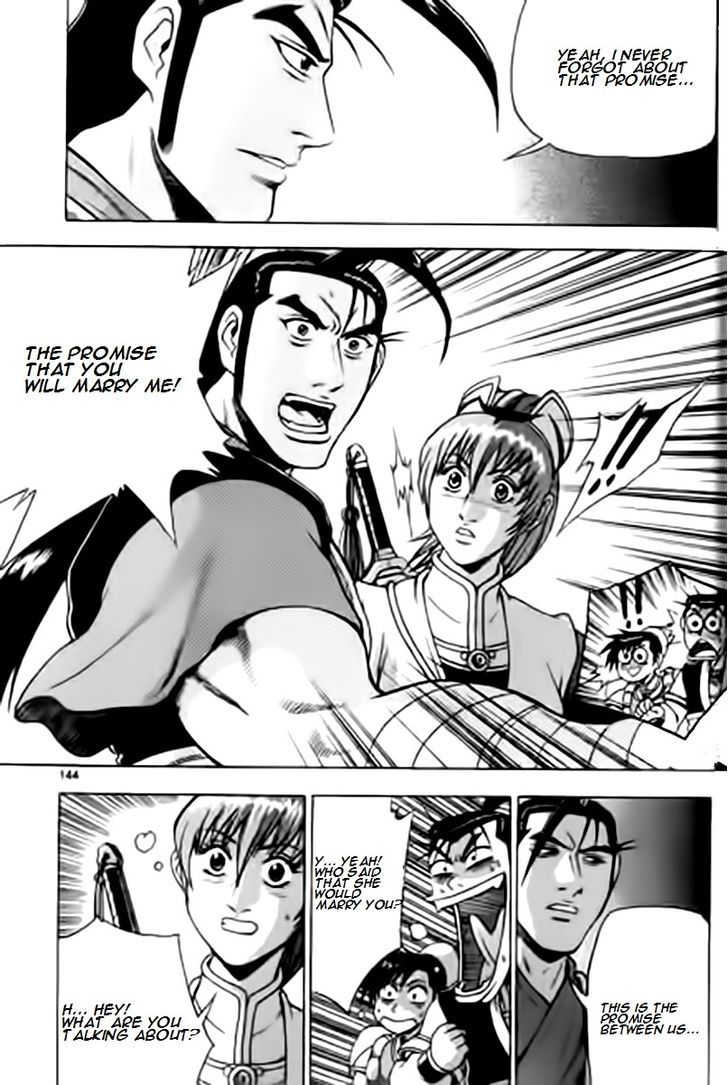 YEAH, I NEVER
FORGOT ABOUT
THAT PROMISE...
THE PROMISE
THAT YOU
WILL MARRY ME!
!!
!!
144
THIS IS THE
PROMISE
BETWEEN US...
Y... YEAH!
WHO SAID
THAT SHE
WOULD
MARRY YOU?
H... HEY!
WHAT ARE YOU
TALKING ABOUT?